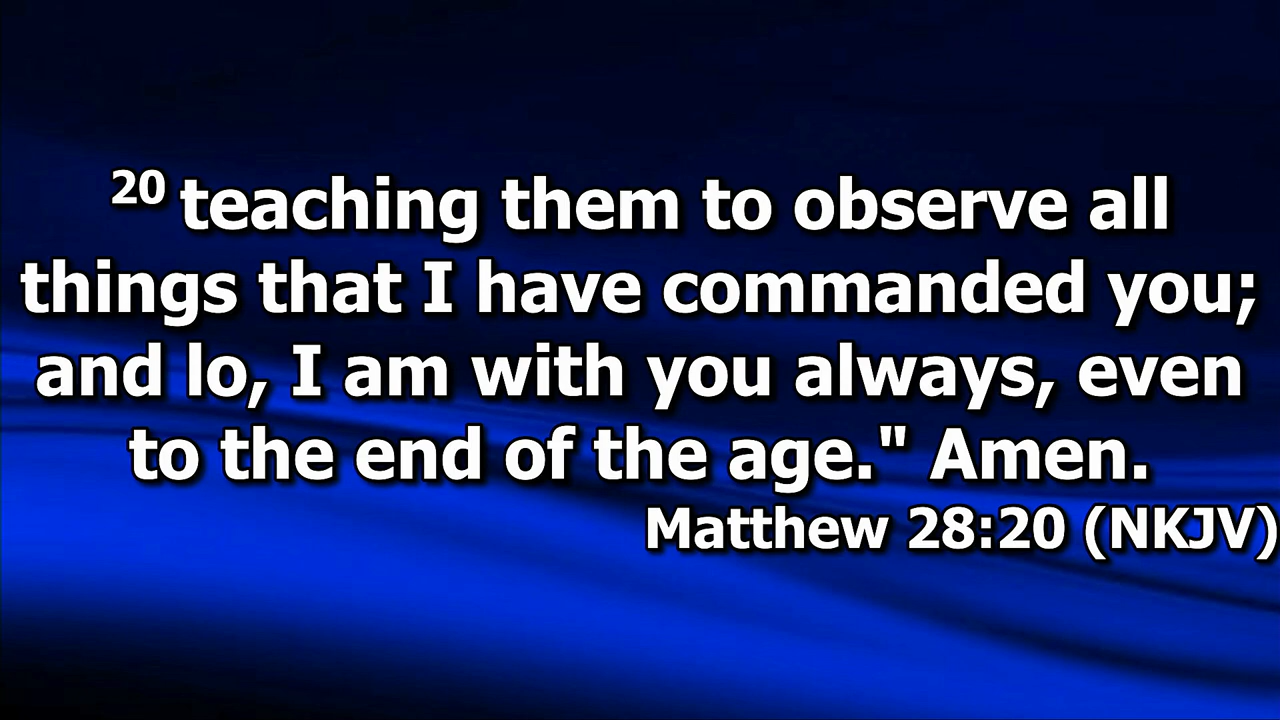 20 teaching them to observe all
things that I have commanded you;
and lo, I am with you always, even
to the end of the age." Amen.
Matthew 28:20 (NKJV)